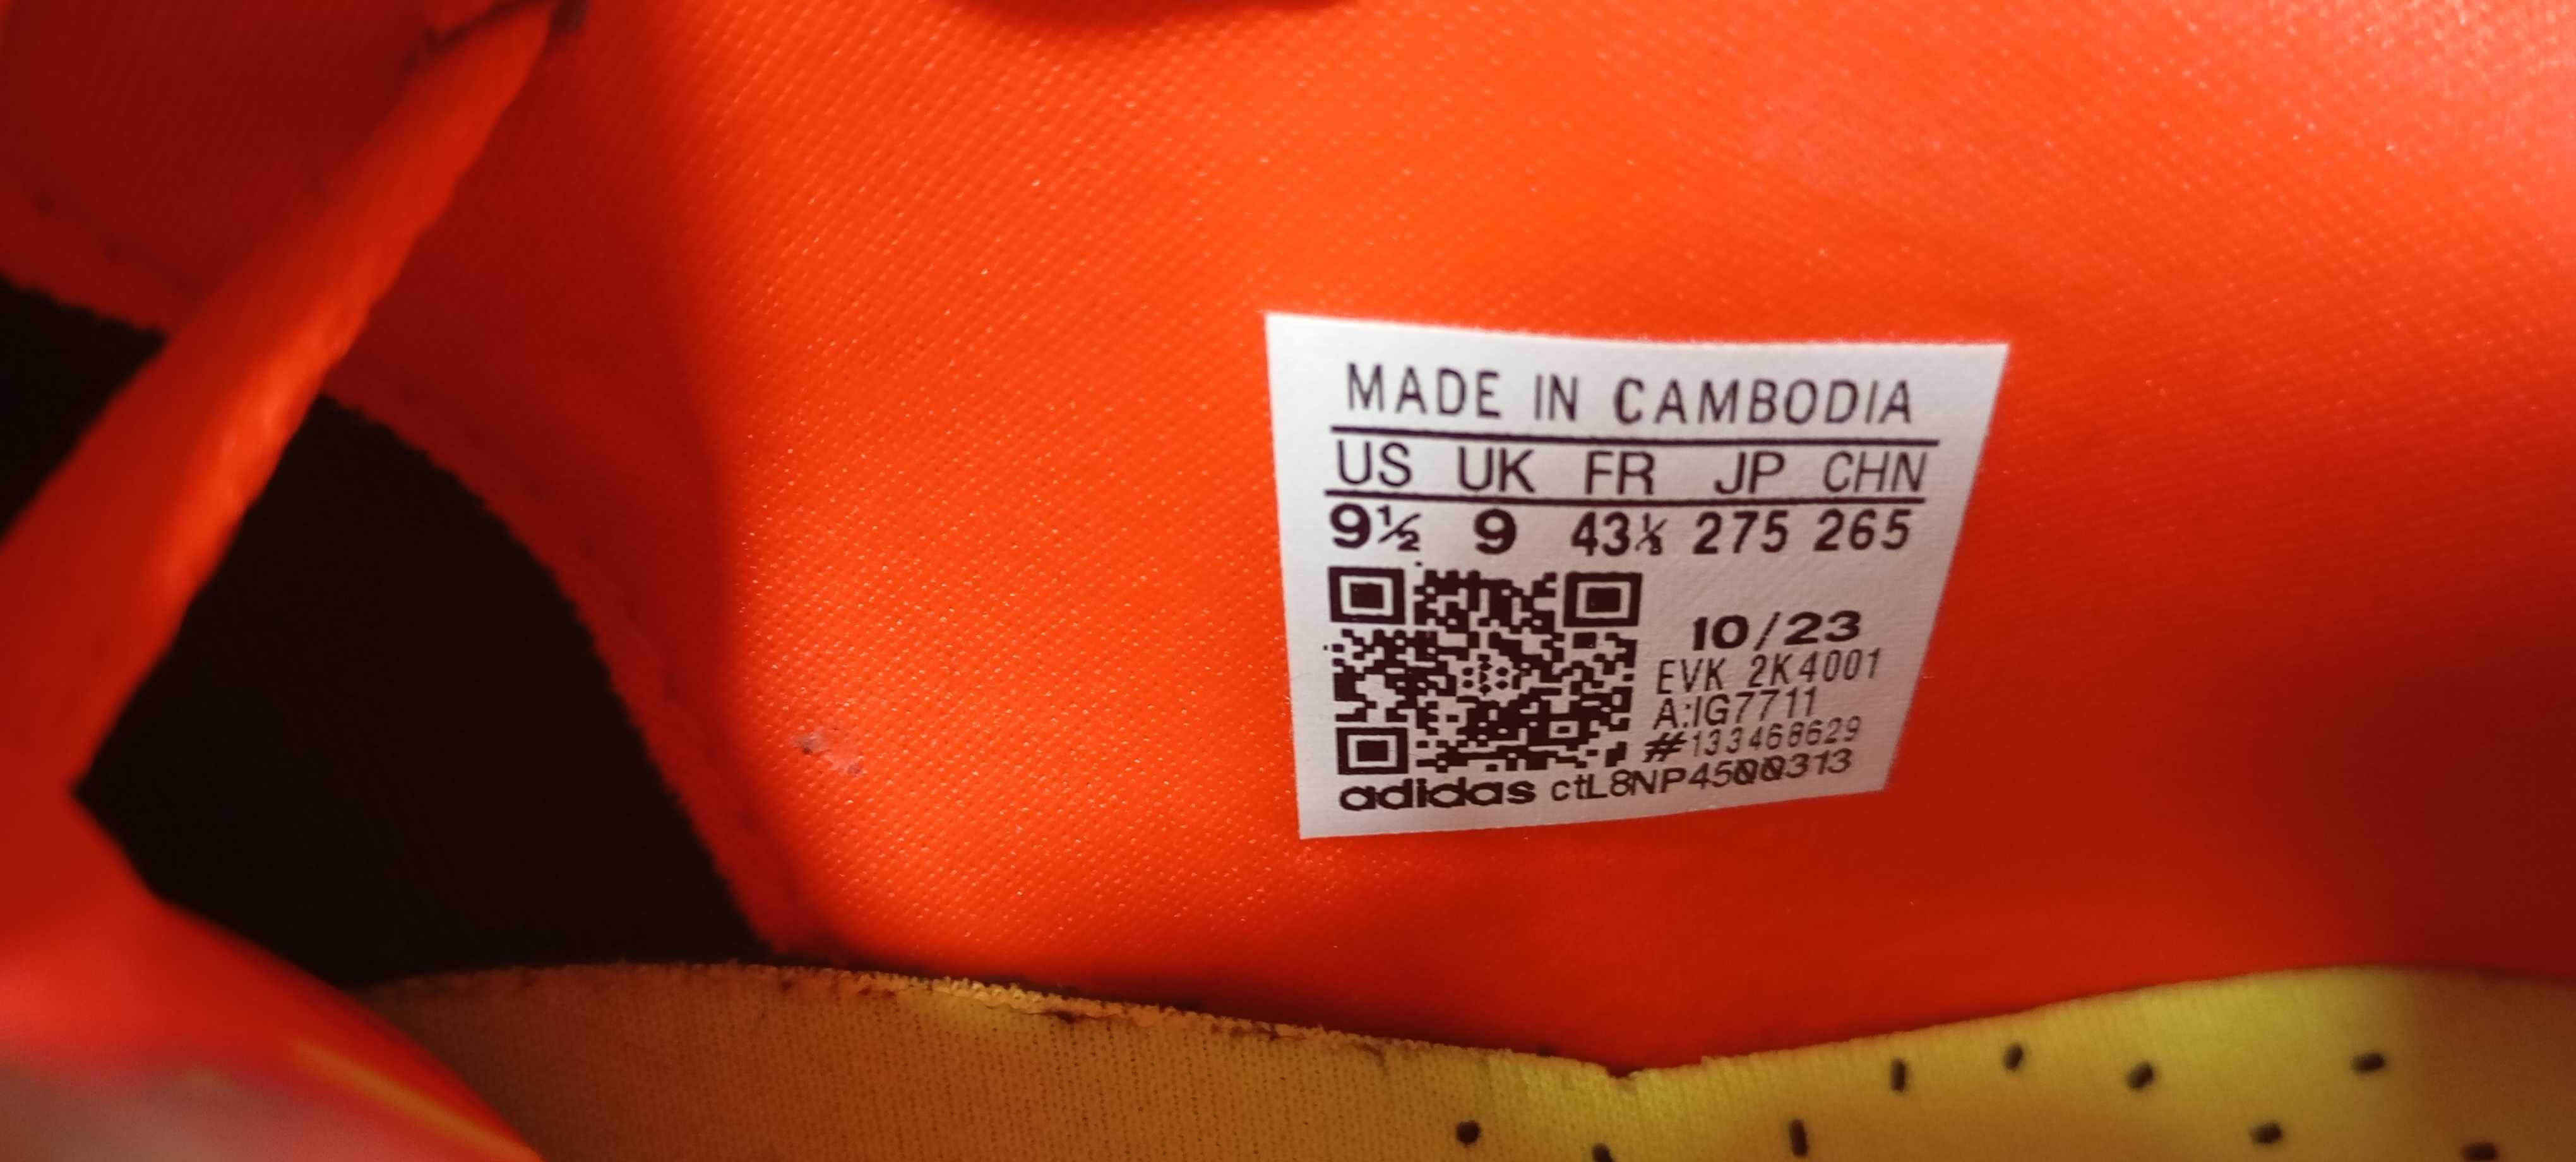 MADE IN CAMBODIA
US UK FR JP CHN
9½ 9 43⅓ 275 265
10/23
EVK 2K4001
A:IG7711
#133468629
adidas ctL8NP4500313